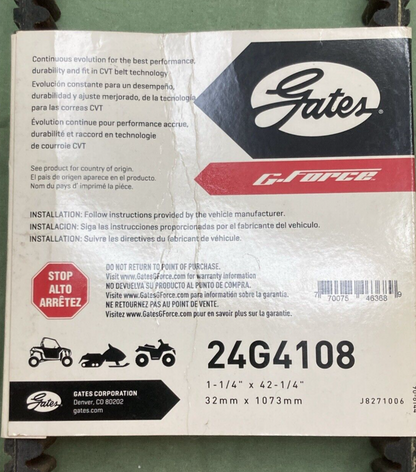 Continuous evolution for the best performance,
durability and fit in CVT belt technology
Evolución constante para un desempeño,
durabilidad y ajuste mejorado, de la tecnología
para las correas CVT
Évolution continue pour performance accrue,
durabilité et raccord en technologie
de courroie CVT
Gates®
G-Force™
See product for country of origin.
El pais de origen aparece en el producto.
Nom du pays d' imprimé la pièce.
INSTALLATION: Follow instructions provided by the vehicle manufacturer.
INSTALACION: Siga las instrucciones proporcionadas por el fabricante del vehículo.
INSTALLATION: Suivre les directives du fabricant de véhicule.
STOP
ALTO
ARRÊTEZ
DO NOT RETURN TO POINT OF PURCHASE.
Visit www.GatesGForce.com for warranty information
NO DEVUELVA SU PRODUCTO AL PUNTO DE COMPRA.
Visite www.GatesGForce.com para información sobre la garantía.
NE RETOURNEZ PAS AU POINT DE VENTE.
Visitez www.GatesGForce.com pour en savoir plus sur la garantie.
7 70075 46368 9
24G4108
1-1/4" x 42-1/4"
32mm x 1073mm
JB271006
Gates
GATES CORPORATION
Denver, CO 80202
gates.com